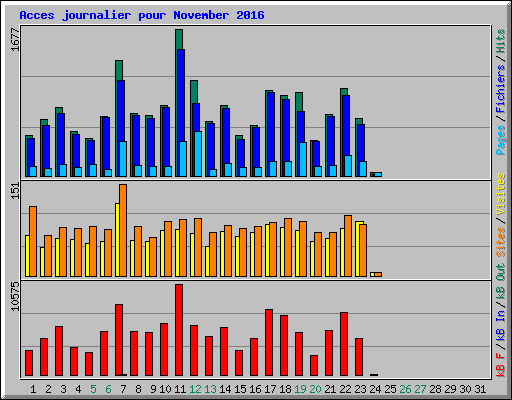 Acces journalier pour November 2016
1677
Pages / Fichiers / Hits
151
Sites / Visites
10575
kB F / kB In / kB Out
1 2 3 4 5 6 7 8 9 10 11 12 13 14 15 16 17 18 19 20 21 22 23 24 25 26 27 28 29 30 31